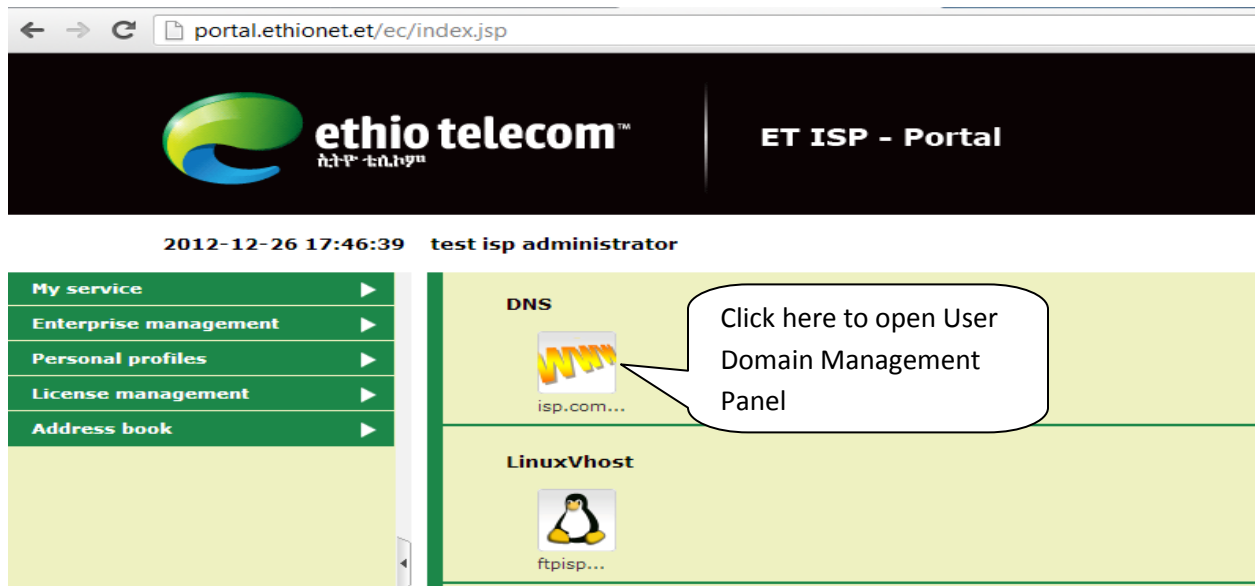 portal.ethionet.et/ec/index.jsp
ethio telecom™
ኢትዮ ቴሌኮም
ET ISP - Portal
2012-12-26 17:46:39 test isp administrator
My service
Enterprise management
Personal profiles
License management
Address book
DNS
www
isp.com...
Click here to open User
Domain Management
Panel
LinuxVhost
ftpisp...